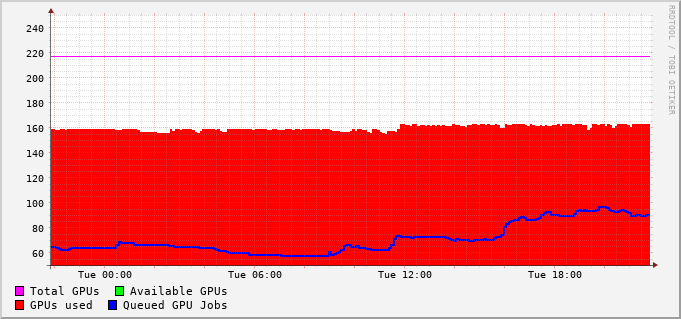 RRDTOOL / TOBI OETIKER
240
220
200
180
160
140
120
100
80
60
Tue 00:00 Tue 06:00 Tue 12:00 Tue 18:00
Total GPUs Available GPUs
GPUs used Queued GPU Jobs